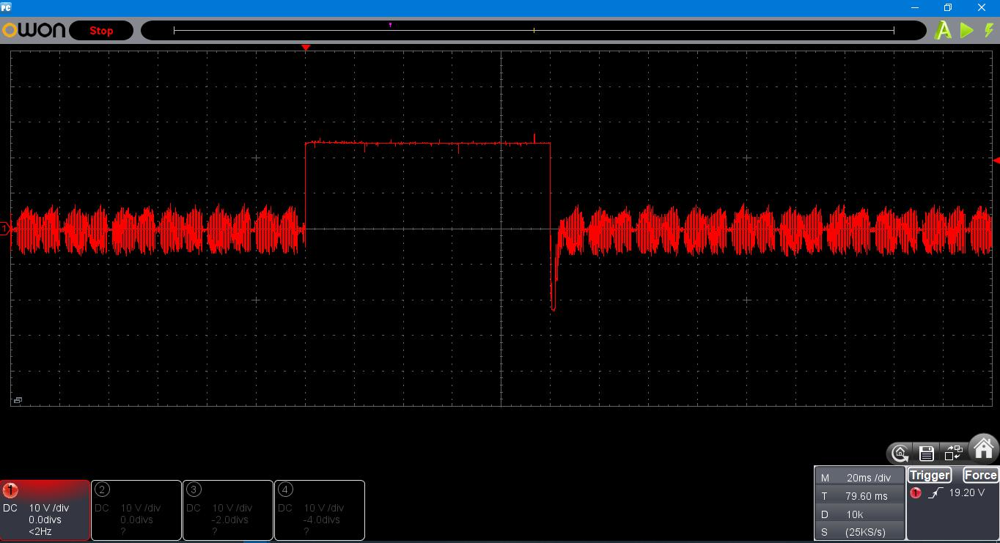 PC
OWON
Stop
A
1
M 20ms /div
T 79.60 ms
D 10k
S (25KS/s)
Trigger Force
1 19.20 V
1
DC 10 V /div
0.0divs
<2Hz
2
DC 10 V /div
0.0divs
?
3
DC 10 V /div
-2.0divs
?
4
DC 10 V /div
-4.0divs
?